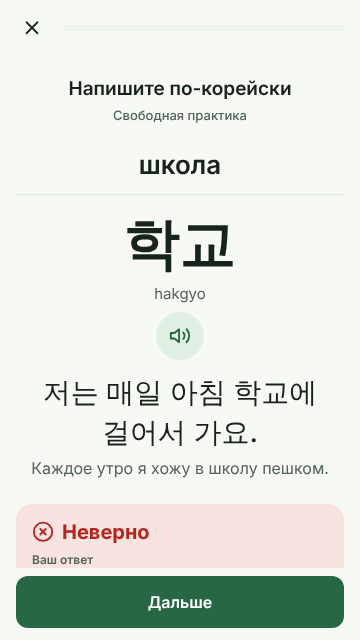 Напишите по-корейски
Свободная практика
школа
학교
hakgyo
저는 매일 아침 학교에
걸어서 가요.
Каждое утро я хожу в школу пешком.
Неверно
Ваш ответ
Дальше